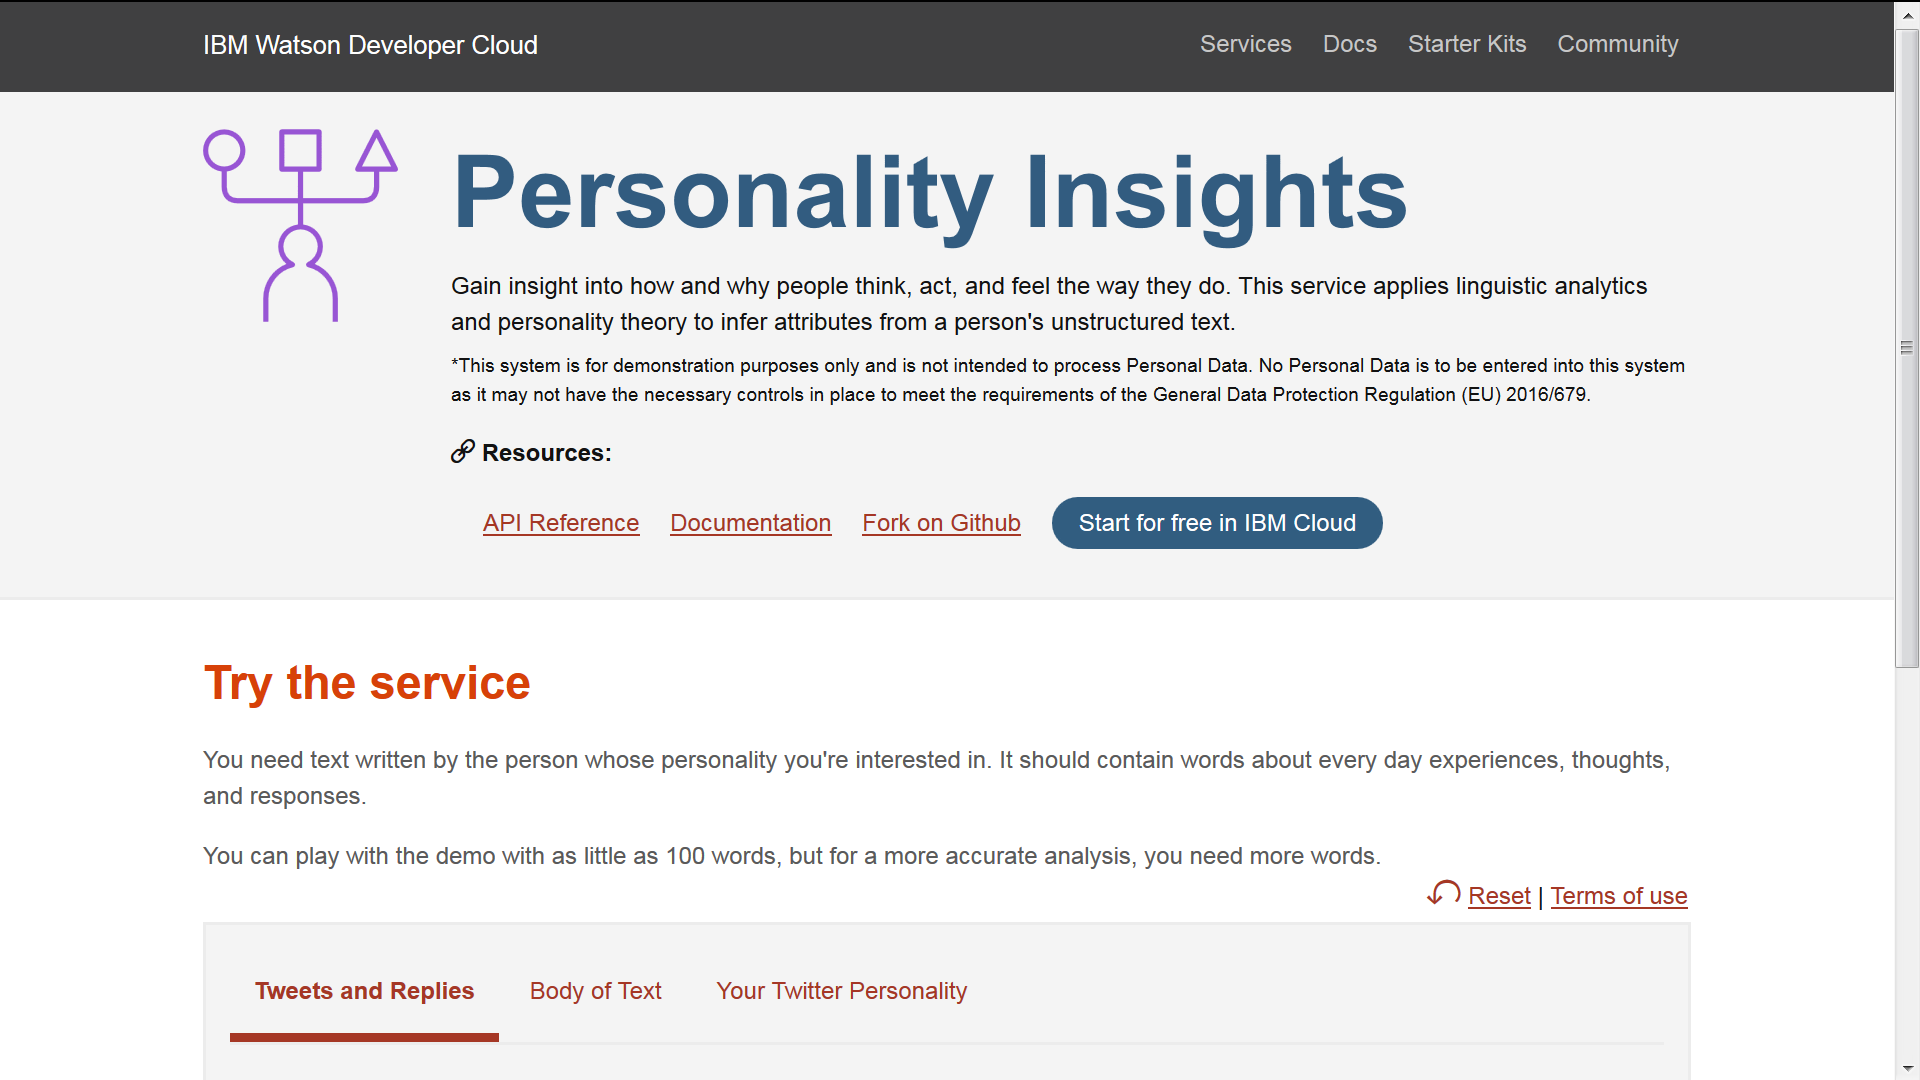 IBM Watson Developer Cloud
Services Docs Starter Kits Community
Personality Insights
Gain insight into how and why people think, act, and feel the way they do. This service applies linguistic analytics
and personality theory to infer attributes from a person's unstructured text.
*This system is for demonstration purposes only and is not intended to process Personal Data. No Personal Data is to be entered into this system
as it may not have the necessary controls in place to meet the requirements of the General Data Protection Regulation (EU) 2016/679.
Resources:
API Reference Documentation Fork on Github Start for free in IBM Cloud
Try the service
You need text written by the person whose personality you're interested in. It should contain words about every day experiences, thoughts,
and responses.
You can play with the demo with as little as 100 words, but for a more accurate analysis, you need more words.
Reset | Terms of use
Tweets and Replies Body of Text Your Twitter Personality